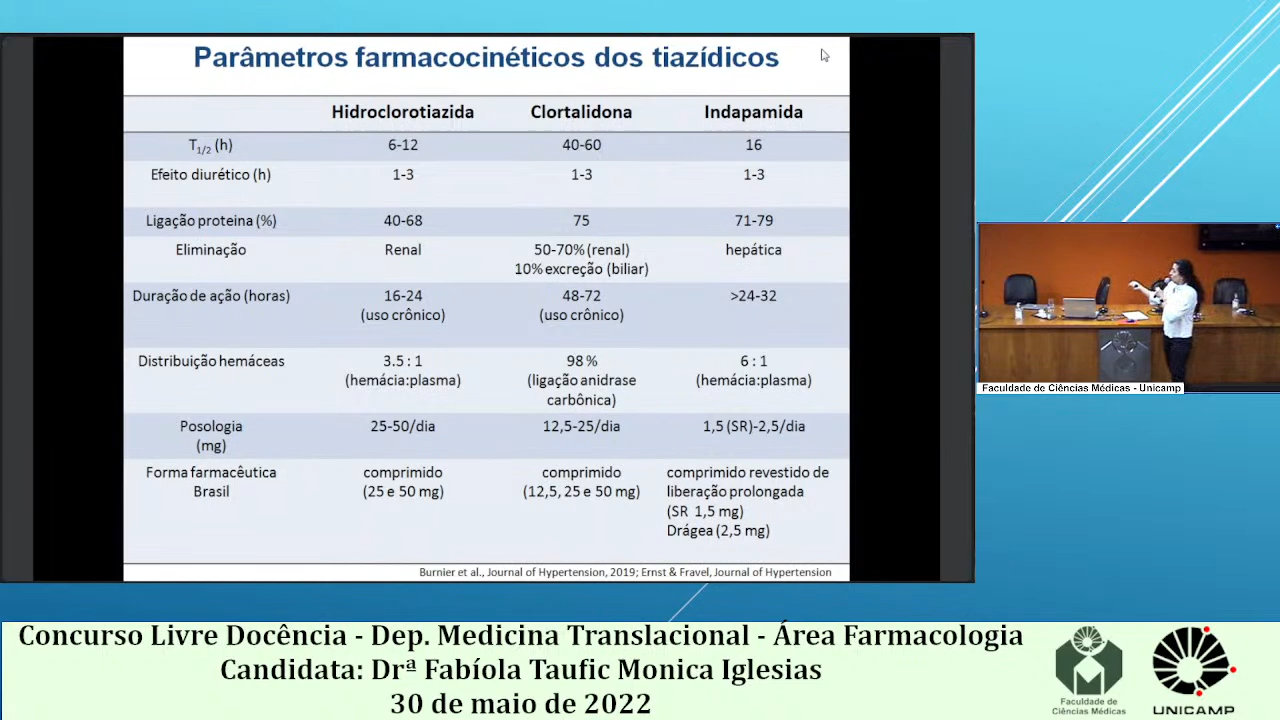 Parâmetros farmacocinéticos dos tiazídicos
Hidroclorotiazida Clortalidona Indapamida
T1/2 (h) 6-12 40-60 16
Efeito diurético (h) 1-3 1-3 1-3
Ligação proteina (%) 40-68 75 71-79
Eliminação Renal 50-70% (renal) hepática
10% excreção (biliar)
Duração de ação (horas) 16-24 48-72 >24-32
(uso crônico) (uso crônico)
Distribuição hemáceas 3.5 : 1 98 % 6 : 1
(hemácia:plasma) (ligação anidrase (hemácia:plasma)
carbônica)
Posologia 25-50/dia 12,5-25/dia 1,5 (SR)-2,5/dia
(mg)
Forma farmacêutica comprimido comprimido comprimido revestido de
Brasil (25 e 50 mg) (12,5, 25 e 50 mg) liberação prolongada
(SR 1,5 mg)
Drágea (2,5 mg)
Burnier et al., Journal of Hypertension, 2019; Ernst & Fravel, Journal of Hypertension
Faculdade de Ciências Médicas - Unicamp
Concurso Livre Docência - Dep. Medicina Translacional - Área Farmacologia
Candidata: Drª Fabíola Taufic Monica Iglesias
30 de maio de 2022
Faculdade de
Ciências Médicas
UNICAMP